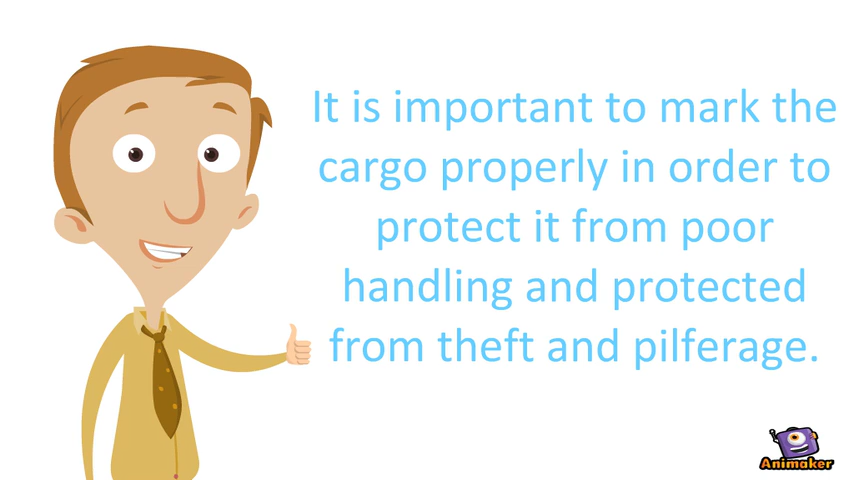 It is important to mark the
cargo properly in order to
protect it from poor
handling and protected
from theft and pilferage.
Animaker